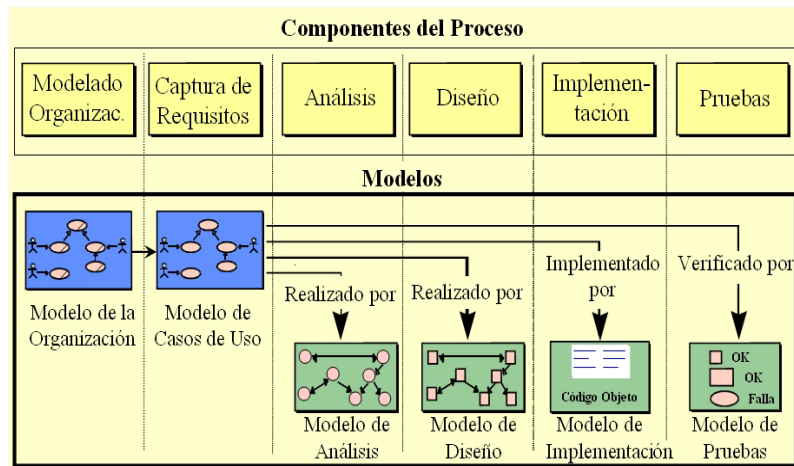 Componentes del Proceso
Modelado
Organizac.
Captura de
Requisitos
Análisis
Diseño
Implemen-
tación
Pruebas
Modelos
Modelo de la
Organización
Modelo de
Casos de Uso
Realizado por
Realizado por
Implementado
por
Verificado por
Código Objeto
OK
OK
Falla
Modelo de
Análisis
Modelo de
Diseño
Modelo de
Implementación
Modelo de
Pruebas